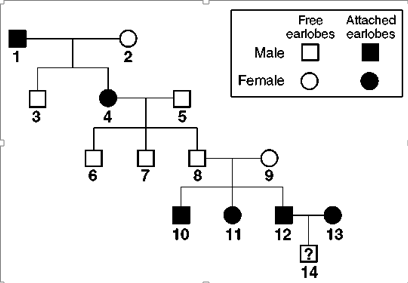 Free Attached
earlobes earlobes
Male
Female
1 2
3 4 5
6 7 8 9
10 11 12 13
?
14